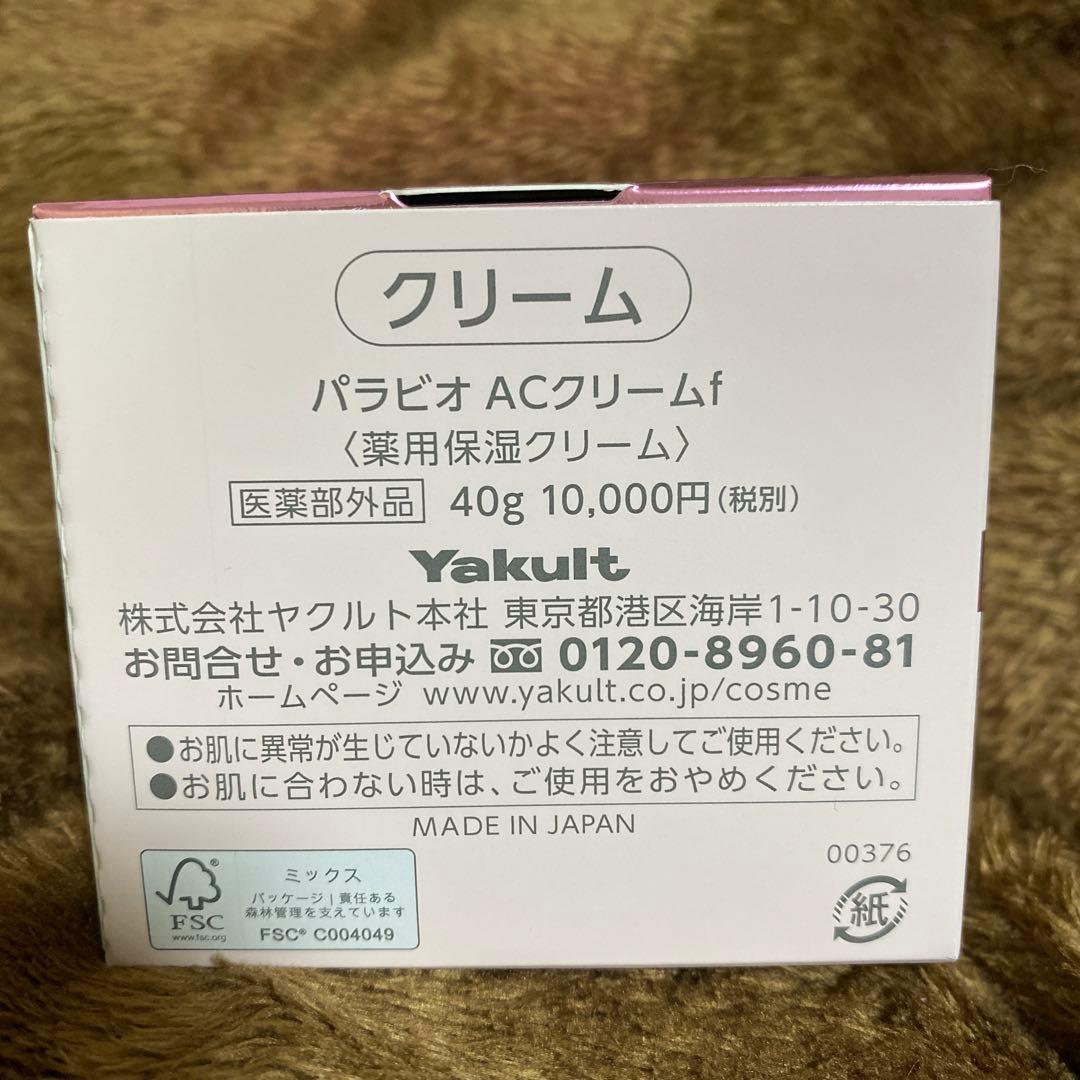 クリーム
パラビオ ACクリームf
〈薬用保湿クリーム〉
医薬部外品 40g 10,000円(税別)
Yakult
株式会社ヤクルト本社 東京都港区海岸1-10-30
お問合せ・お申込み 0120-8960-81
ホームページ www.yakult.co.jp/cosme
●お肌に異常が生じていないかよく注意してご使用ください。
●お肌に合わない時は、ご使用をおやめください。
MADE IN JAPAN
00376
紙
ミックス
パッケージ|責任ある
森林管理を支えています
FSC® C004049
FSC
www.fsc.org